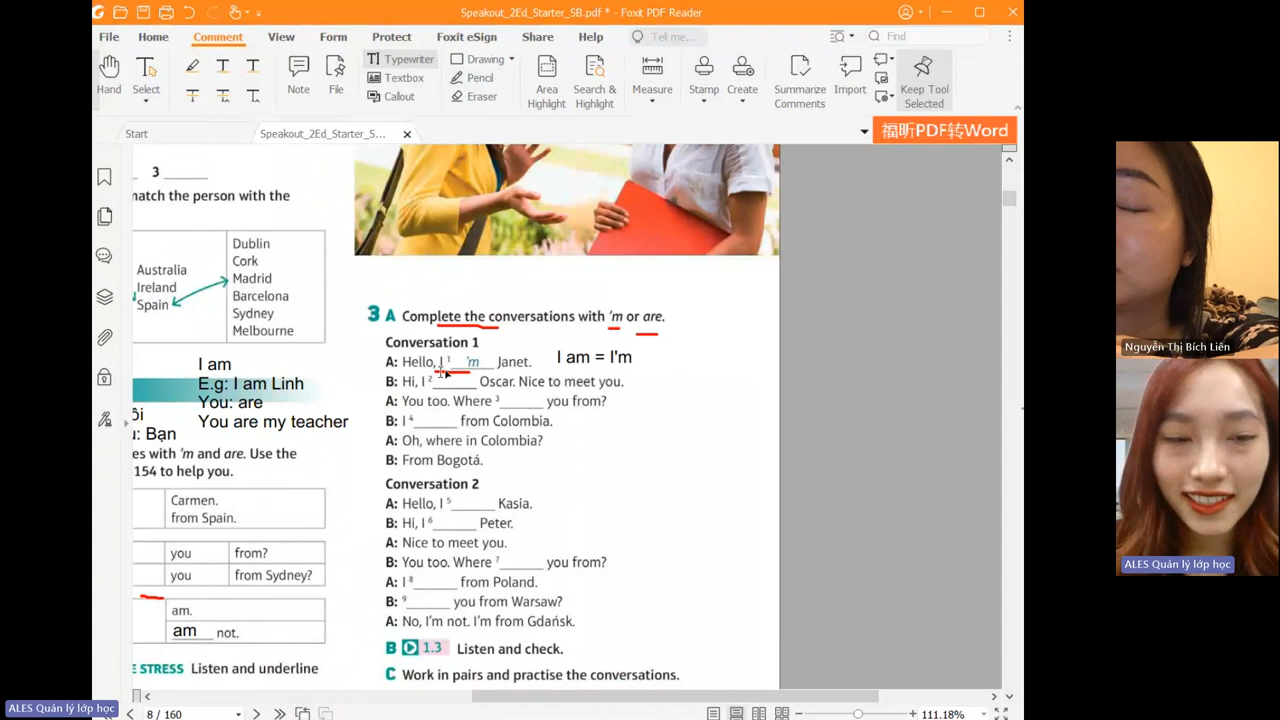 Speakout_2Ed_Starter_SB.pdf * - Foxit PDF Reader
File Home Comment View Form Protect Foxit eSign Share Help Tell me... Find
Hand
Select
T Typewriter
Textbox
Callout
Note
File
Drawing
Pencil
Eraser
Area Highlight
Search & Highlight
Measure
Stamp
Create
Summarize Comments
Import
Keep Tool Selected
Start
Speakout_2Ed_Starter_S...
福昕PDF转Word
3 ______
match the person with the
Australia
Ireland
Spain
Dublin
Cork
Madrid
Barcelona
Sydney
Melbourne
I am
E.g: I am Linh
You: are
You are my teacher
ôi
u: Bạn
es with 'm and are. Use the
154 to help you.
Carmen.
from Spain.
you from?
you from Sydney?
am.
am not.
E STRESS Listen and underline
3 A Complete the conversations with 'm or are.
Conversation 1
A: Hello, I 1 'm Janet. I am = I'm
B: Hi, I 2 ______ Oscar. Nice to meet you.
A: You too. Where 3 ______ you from?
B: I 4 ______ from Colombia.
A: Oh, where in Colombia?
B: From Bogotá.
Conversation 2
A: Hello, I 5 ______ Kasia.
B: Hi, I 6 ______ Peter.
A: Nice to meet you.
B: You too. Where 7 ______ you from?
A: I 8 ______ from Poland.
B: 9 ______ you from Warsaw?
A: No, I'm not. I'm from Gdańsk.
B 1.3 Listen and check.
C Work in pairs and practise the conversations.
8 / 160
111.18%
ALES Quản lý lớp học
Nguyễn Thị Bích Liên
ALES Quản lý lớp học